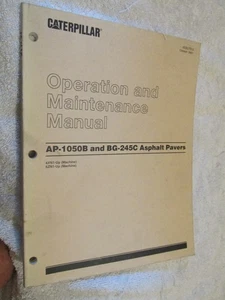 CATERPILLAR
Operation and
Maintenance
Manual
AP-1050B and BG-245C Asphalt Pavers